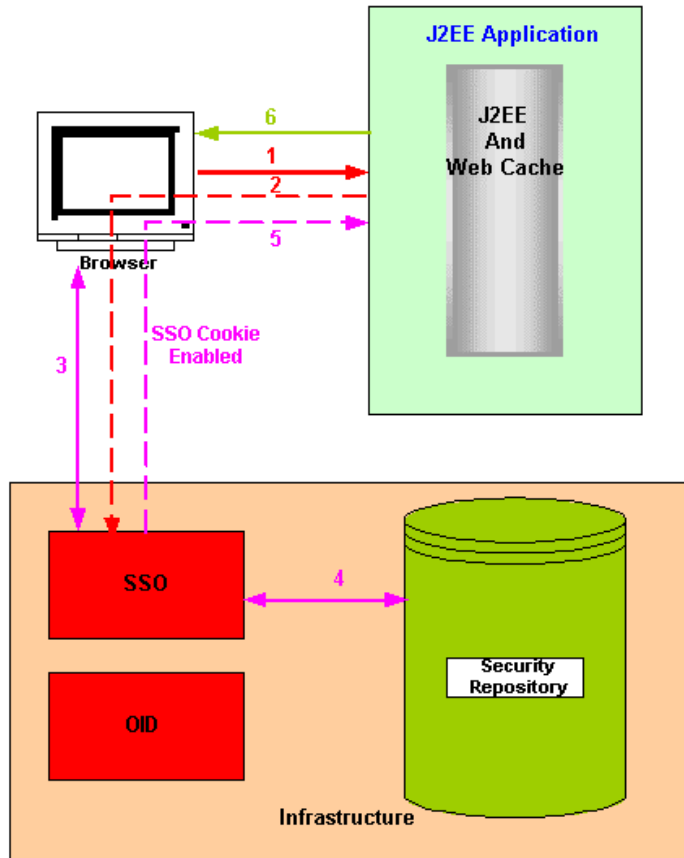 J2EE Application
J2EE
And
Web Cache
6
1
2
5
Browser
SSO Cookie
Enabled
3
SSO
4
Security
Repository
OID
Infrastructure